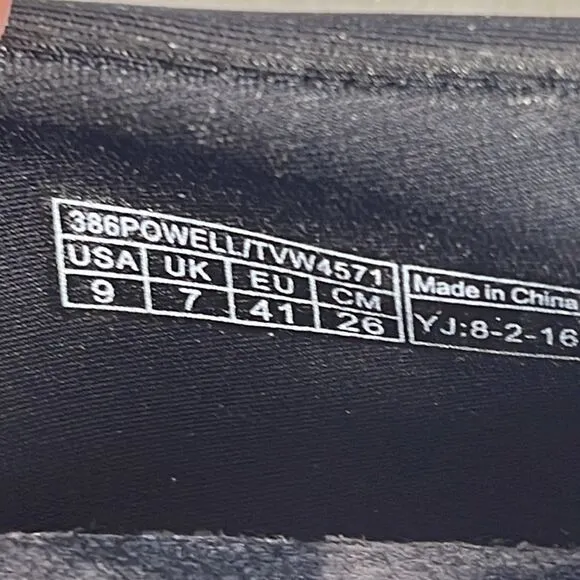 386POWELL/TVW4571
USA UK EU CM
9 7 41 26
Made in China
YJ:8-2-16